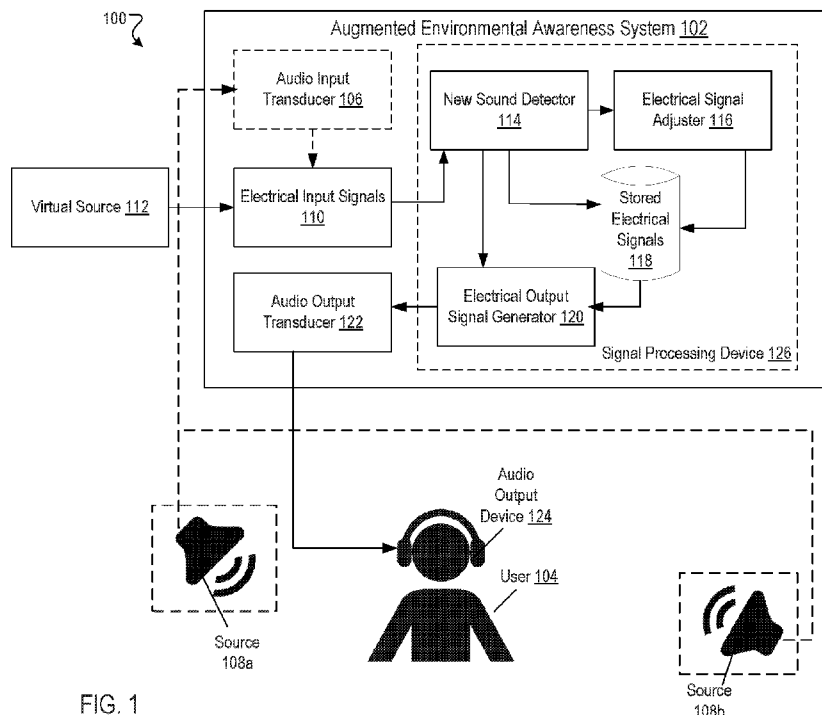 100
Augmented Environmental Awareness System 102
Audio Input
Transducer 106
New Sound Detector
114
Electrical Signal
Adjuster 116
Virtual Source 112
Electrical Input Signals
110
Stored
Electrical
Signals
118
Audio Output
Transducer 122
Electrical Output
Signal Generator 120
Signal Processing Device 126
Audio
Output
Device 124
User 104
Source
108a
Source
108b
FIG. 1